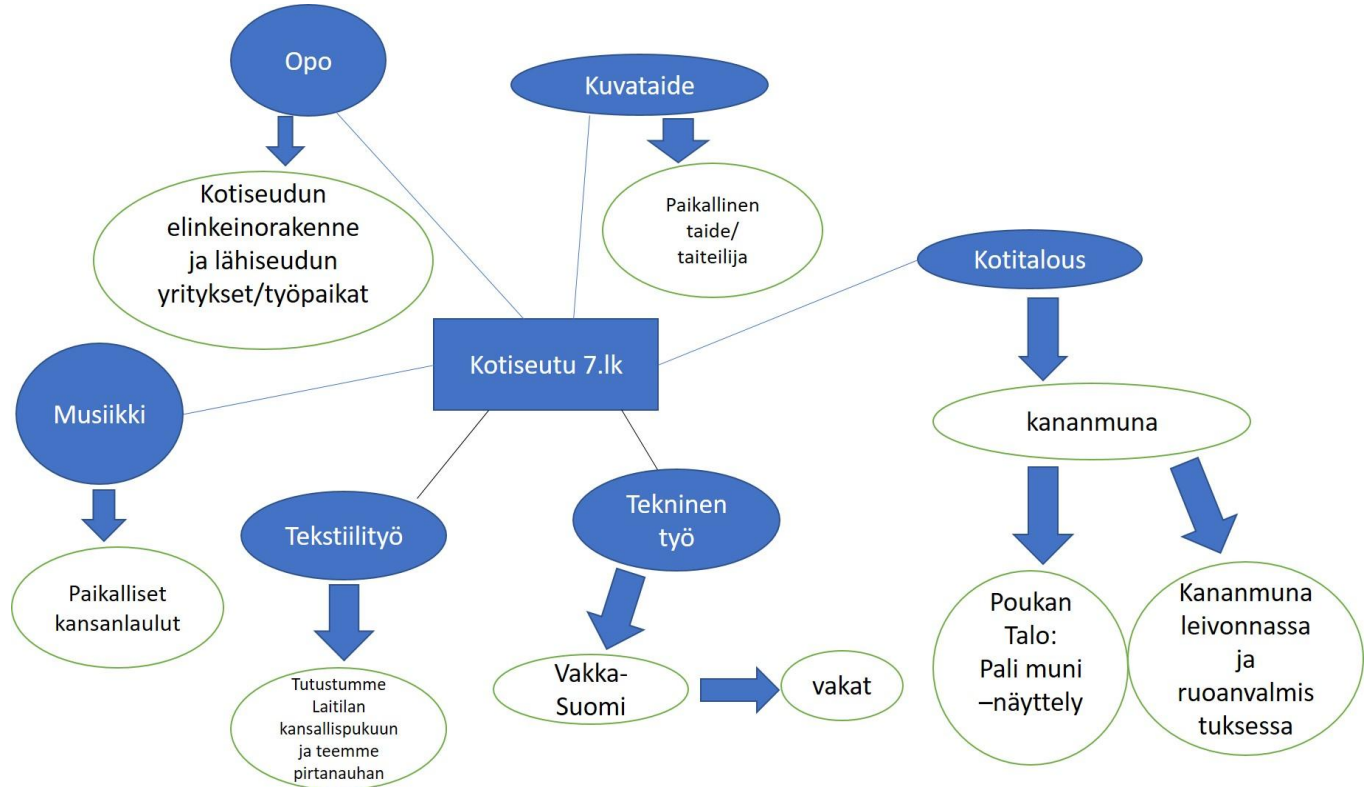 Opo
Kotiseudun
elinkeinorakenne
ja lähiseudun
yritykset/työpaikat
Kuvataide
Paikallinen
taide/
taiteilija
Kotitalous
kananmuna
Poukan
Talo:
Pali muni
–näyttely
Kananmuna
leivonnassa
ja
ruoanvalmis
tuksessa
Kotiseutu 7.lk
Musiikki
Paikalliset
kansanlaulut
Tekstiilityö
Tutustumme
Laitilan
kansallispukuun
ja teemme
pirtanauhan
Tekninen
työ
Vakka-
Suomi
vakat